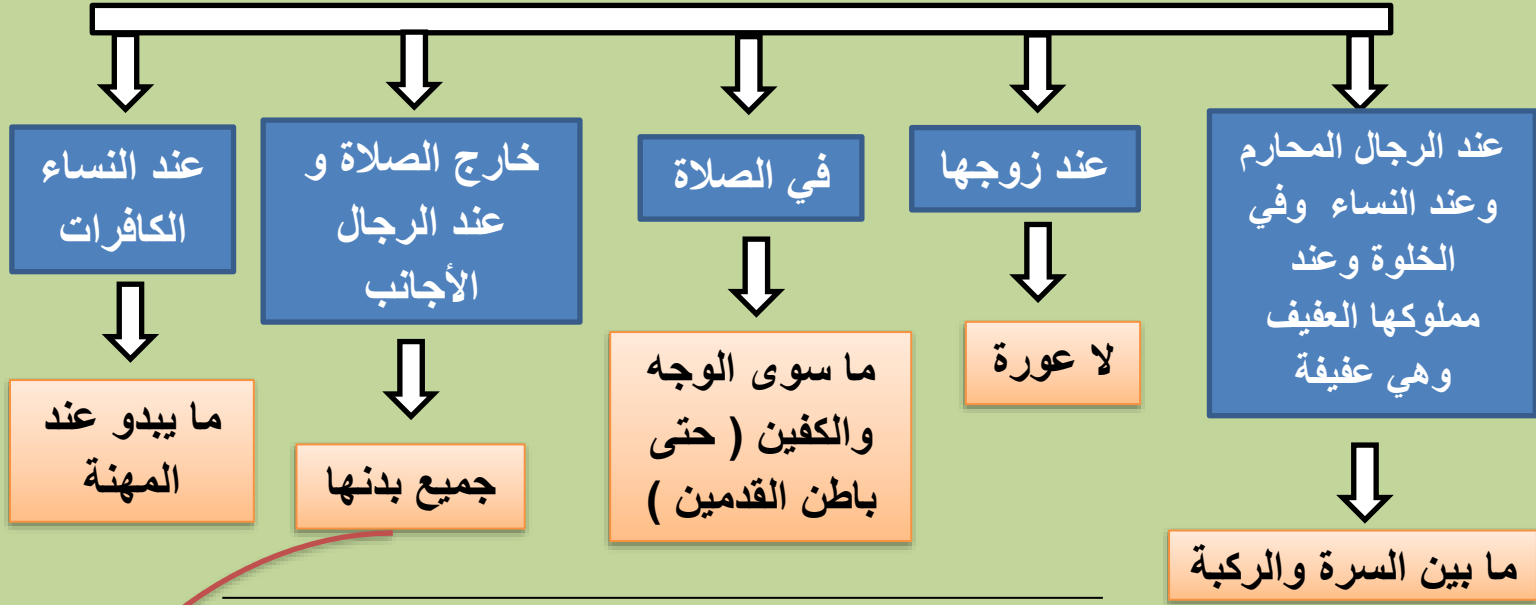 عند الرجال المحارم
وعند النساء وفي
الخلوة وعند
مملوكها العفيف
وهي عفيفة
ما بين السرة والركبة
عند زوجها
لا عورة
في الصلاة
ما سوى الوجه
والكفين ( حتى
باطن القدمين )
خارج الصلاة و
عند الرجال
الأجانب
جميع بدنها
عند النساء
الكافرات
ما يبدو عند
المهنة